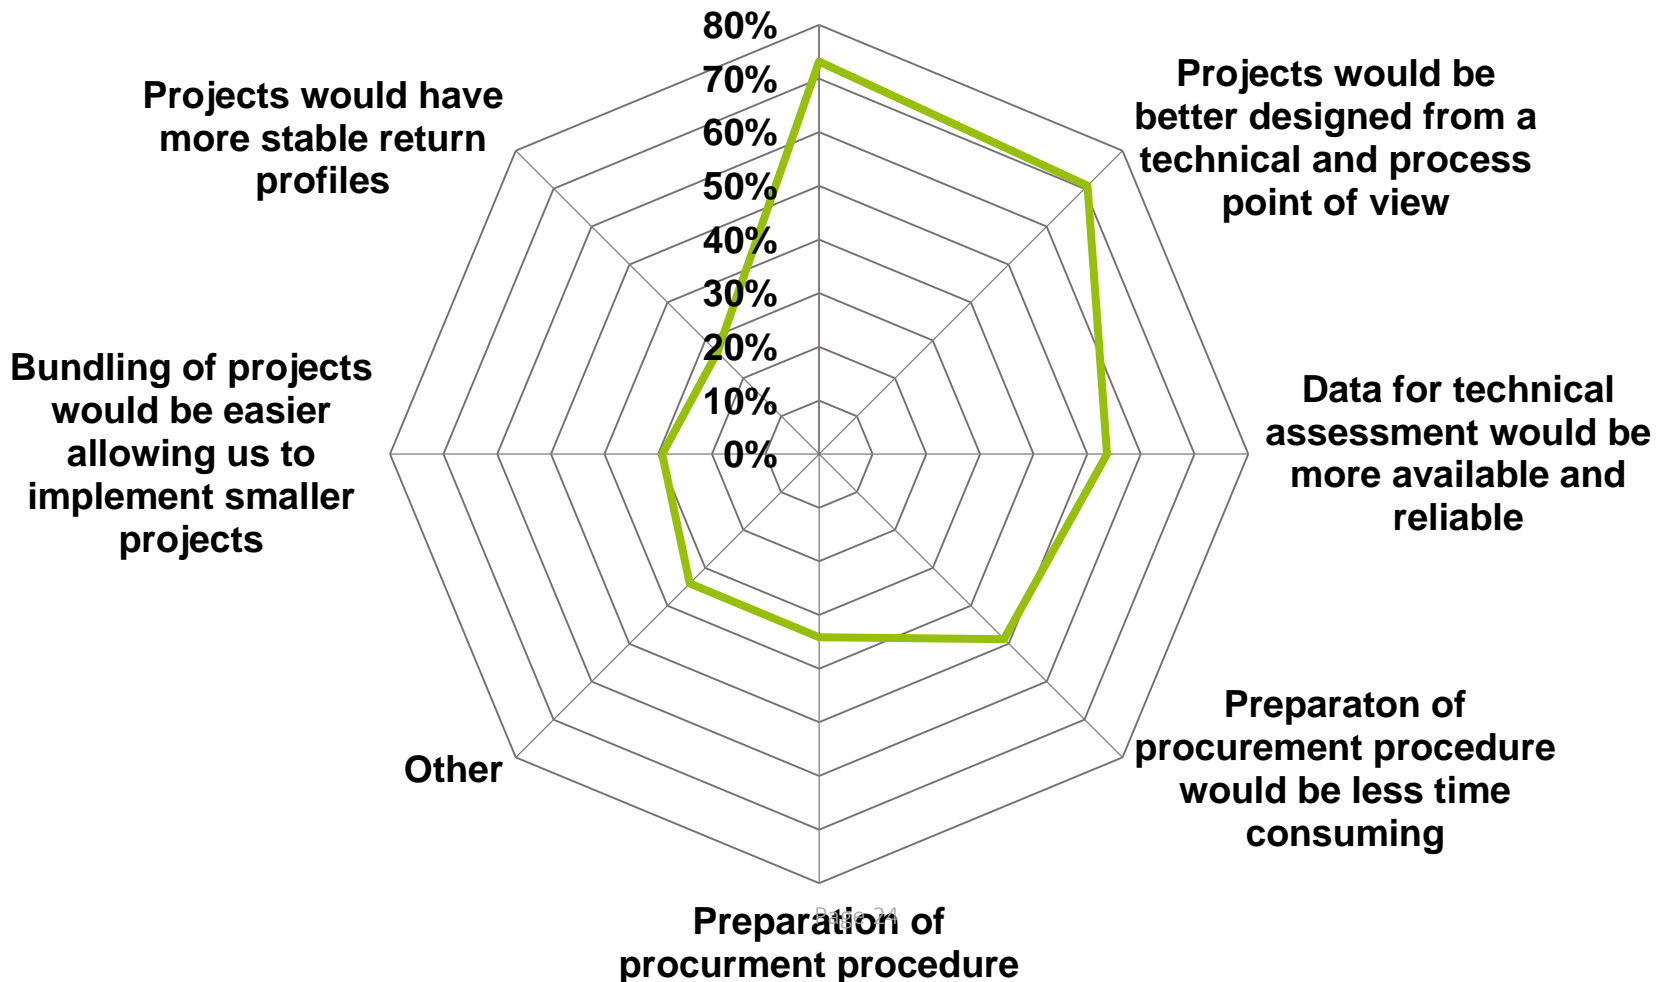 80%
70%
60%
50%
40%
30%
20%
10%
0%
Projects would be
better designed from a
technical and process
point of view
Data for technical
assessment would be
more available and
reliable
Preparaton of
procurement procedure
would be less time
consuming
Preparation of
procurment procedure
Page 24
Other
Bundling of projects
would be easier
allowing us to
implement smaller
projects
Projects would have
more stable return
profiles